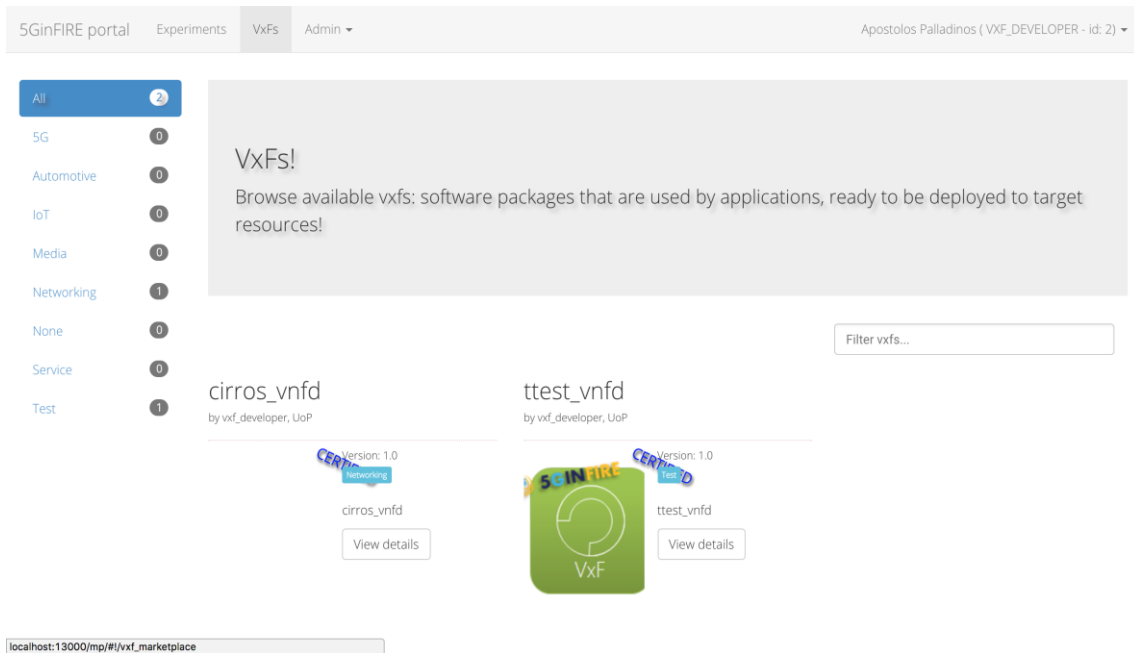 5GinFIRE portal Experiments VxFs Admin Apostolos Palladinos ( VXF_DEVELOPER - id: 2)
All 2
5G 0
Automotive 0
IoT 0
Media 0
Networking 1
None 0
Service 0
Test 1
VxFs!
Browse available vxfs: software packages that are used by applications, ready to be deployed to target
resources!
Filter vxfs...
cirros_vnfd
by vxf_developer, UoP
Version: 1.0
Networking
cirros_vnfd
View details
ttest_vnfd
by vxf_developer, UoP
5GINFIRE
VxF
CERTIFIED
Version: 1.0
Test
ttest_vnfd
View details
localhost:13000/mp/#!/vxf_marketplace